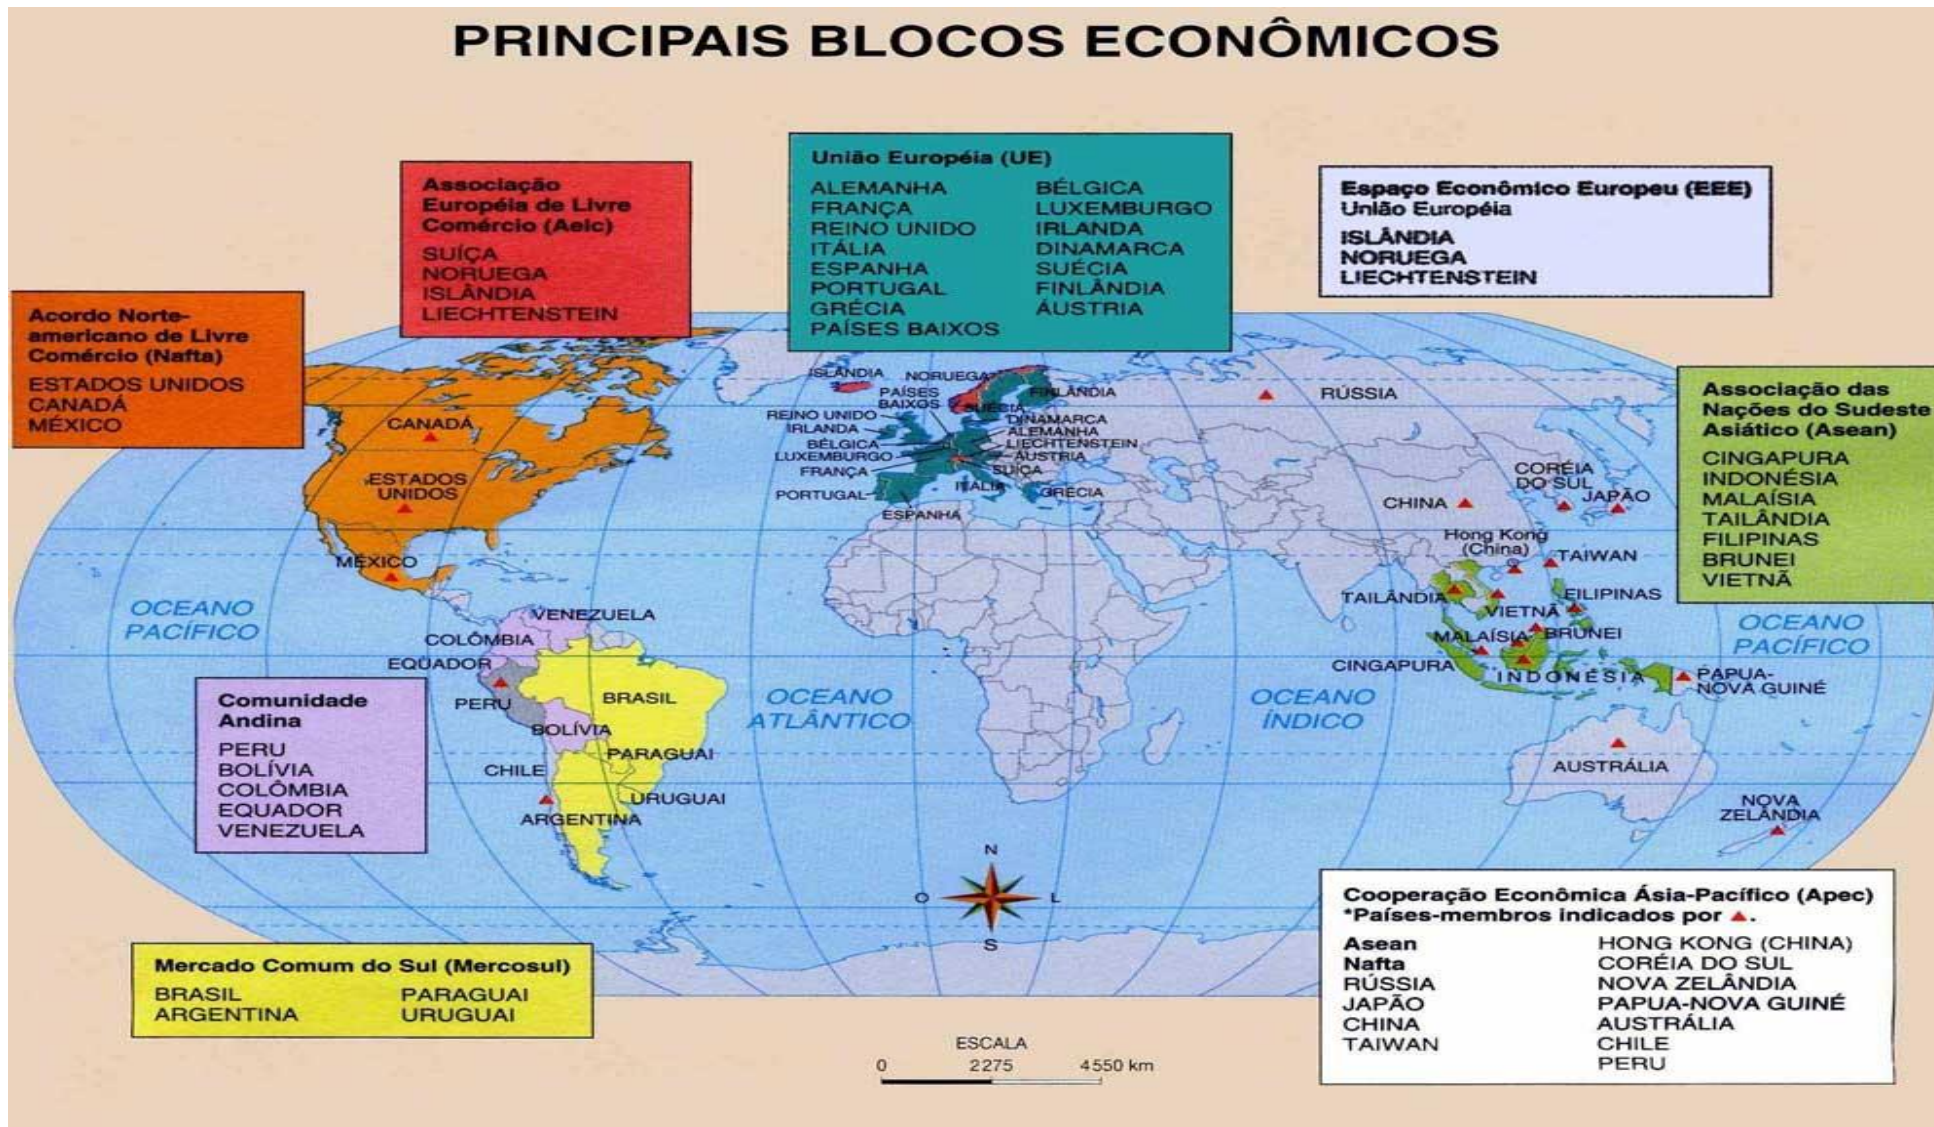 PRINCIPAIS BLOCOS ECONÔMICOS
Associação
Européia de Livre
Comércio (Aelc)
SUÍÇA
NORUEGA
ISLÂNDIA
LIECHTENSTEIN
União Européia (UE)
ALEMANHA
FRANÇA
REINO UNIDO
ITÁLIA
ESPANHA
PORTUGAL
GRÉCIA
PAÍSES BAIXOS
BÉLGICA
LUXEMBURGO
IRLANDA
DINAMARCA
SUÉCIA
FINLÂNDIA
ÁUSTRIA
Espaço Econômico Europeu (EEE)
União Européia
ISLÂNDIA
NORUEGA
LIECHTENSTEIN
Acordo Norte-
americano de Livre
Comércio (Nafta)
ESTADOS UNIDOS
CANADÁ
MÉXICO
Associação das
Nações do Sudeste
Asiático (Asean)
CINGAPURA
INDONÉSIA
MALAÍSIA
TAILÂNDIA
FILIPINAS
BRUNEI
VIETNÃ
CANADÁ
ESTADOS
UNIDOS
MÉXICO
ISLÂNDIA
NORUEGA
PAÍSES
BAIXOS
FINLÂNDIA
SUÉCIA
REINO UNIDO
DINAMARCA
IRLANDA
ALEMANHA
BÉLGICA
LIECHTENSTEIN
LUXEMBURGO
ÁUSTRIA
FRANÇA
SUÍÇA
ITÁLIA
PORTUGAL
GRÉCIA
ESPANHA
RÚSSIA
CORÉIA
DO SUL
JAPÃO
CHINA
Hong Kong
(China)
TAIWAN
TAILÂNDIA
FILIPINAS
VIETNÃ
MALAÍSIA
BRUNEI
CINGAPURA
INDONÉSIA
PAPUA-
NOVA GUINÉ
AUSTRÁLIA
NOVA
ZELÂNDIA
OCEANO
PACÍFICO
OCEANO
PACÍFICO
OCEANO
ATLÂNTICO
OCEANO
ÍNDICO
VENEZUELA
COLÔMBIA
EQUADOR
PERU
BRASIL
BOLÍVIA
PARAGUAI
CHILE
URUGUAI
ARGENTINA
Comunidade
Andina
PERU
BOLÍVIA
COLÔMBIA
EQUADOR
VENEZUELA
N
O
L
S
Mercado Comum do Sul (Mercosul)
BRASIL
ARGENTINA
PARAGUAI
URUGUAI
ESCALA
0 2275 4550 km
Cooperação Econômica Ásia-Pacífico (Apec)
*Países-membros indicados por ▲.
Asean
Nafta
RÚSSIA
JAPÃO
CHINA
TAIWAN
HONG KONG (CHINA)
CORÉIA DO SUL
NOVA ZELÂNDIA
PAPUA-NOVA GUINÉ
AUSTRÁLIA
CHILE
PERU